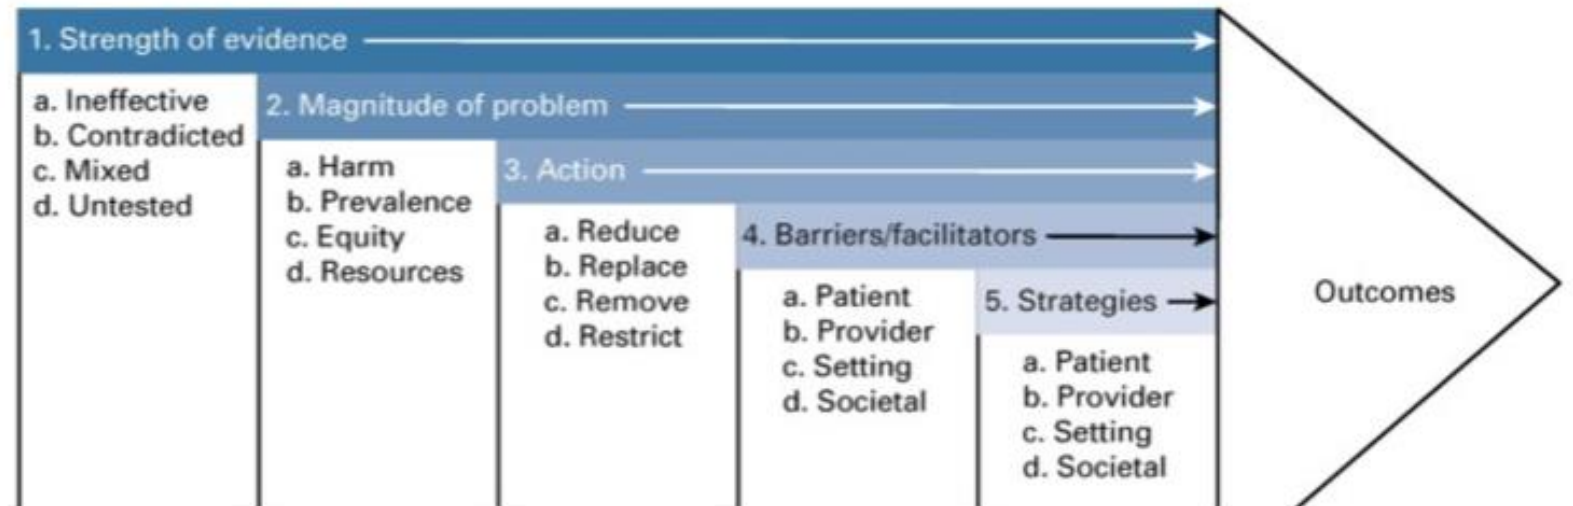 1. Strength of evidence
a. Ineffective
b. Contradicted
c. Mixed
d. Untested
2. Magnitude of problem
a. Harm
b. Prevalence
c. Equity
d. Resources
3. Action
a. Reduce
b. Replace
c. Remove
d. Restrict
4. Barriers/facilitators
a. Patient
b. Provider
c. Setting
d. Societal
5. Strategies
a. Patient
b. Provider
c. Setting
d. Societal
Outcomes